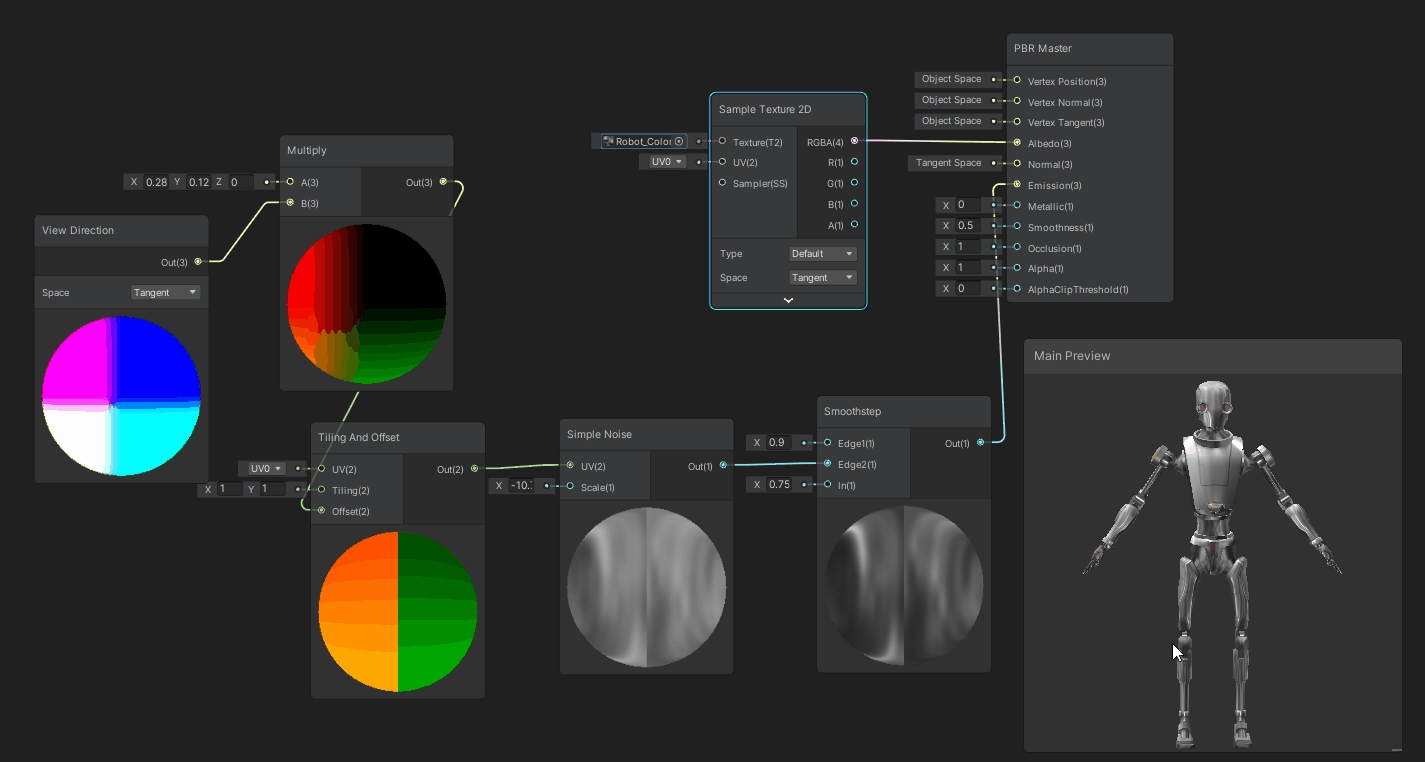 PBR Master
Object Space
Vertex Position(3)
Object Space
Vertex Normal(3)
Object Space
Vertex Tangent(3)
Albedo(3)
Tangent Space
Normal(3)
Emission(3)
X 0
Metallic(1)
X 0.5
Smoothness(1)
X 1
Occlusion(1)
X 1
Alpha(1)
X 0
AlphaClipThreshold(1)
Sample Texture 2D
Robot_Color
Texture(T2)
RGBA(4)
UV0
UV(2)
R(1)
Sampler(SS)
G(1)
B(1)
A(1)
Type
Default
Space
Tangent
Multiply
X 0.28 Y 0.12 Z 0
A(3)
Out(3)
B(3)
View Direction
Out(3)
Space
Tangent
Tiling And Offset
UV0
UV(2)
Out(2)
X 1 Y 1
Tiling(2)
Offset(2)
Simple Noise
UV(2)
Out(1)
X -10.
Scale(1)
Smoothstep
X 0.9
Edge1(1)
Out(1)
Edge2(1)
X 0.75
In(1)
Main Preview